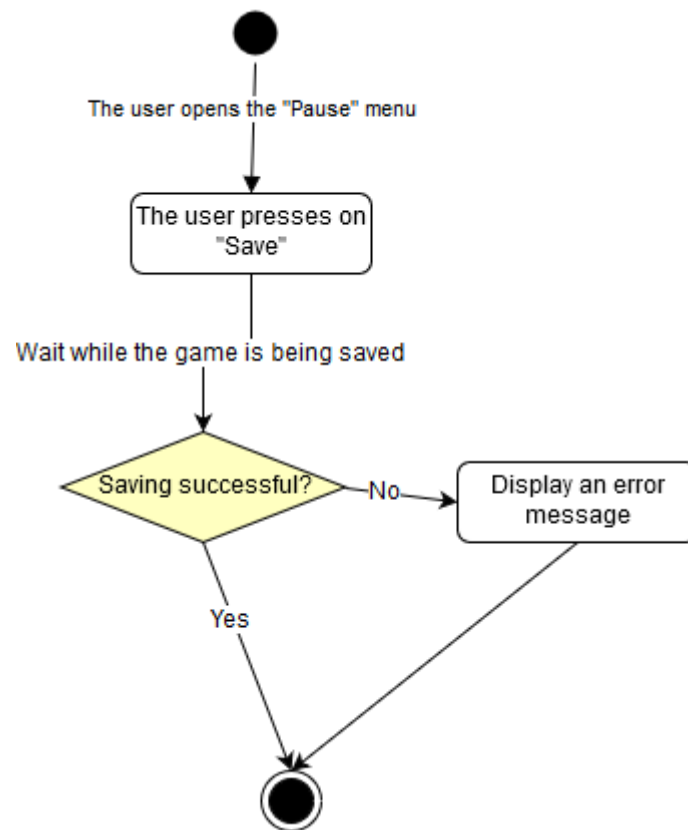 The user opens the "Pause" menu
The user presses on
"Save"
Wait while the game is being saved
Saving successful?
No
Display an error
message
Yes